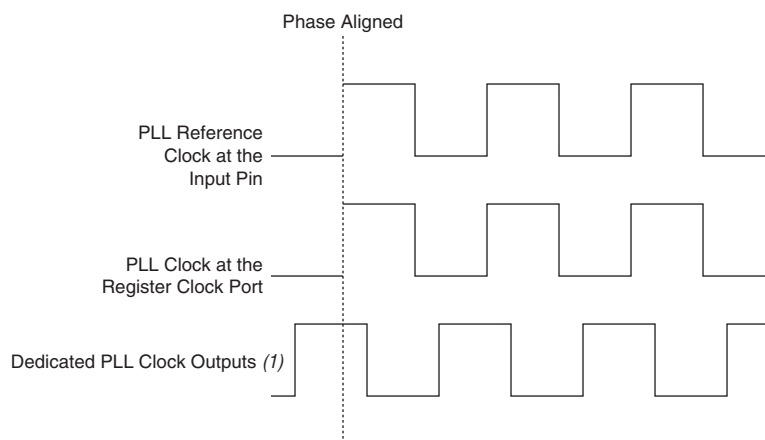 Phase Aligned
PLL Reference
Clock at the
Input Pin
PLL Clock at the
Register Clock Port
Dedicated PLL Clock Outputs (1)